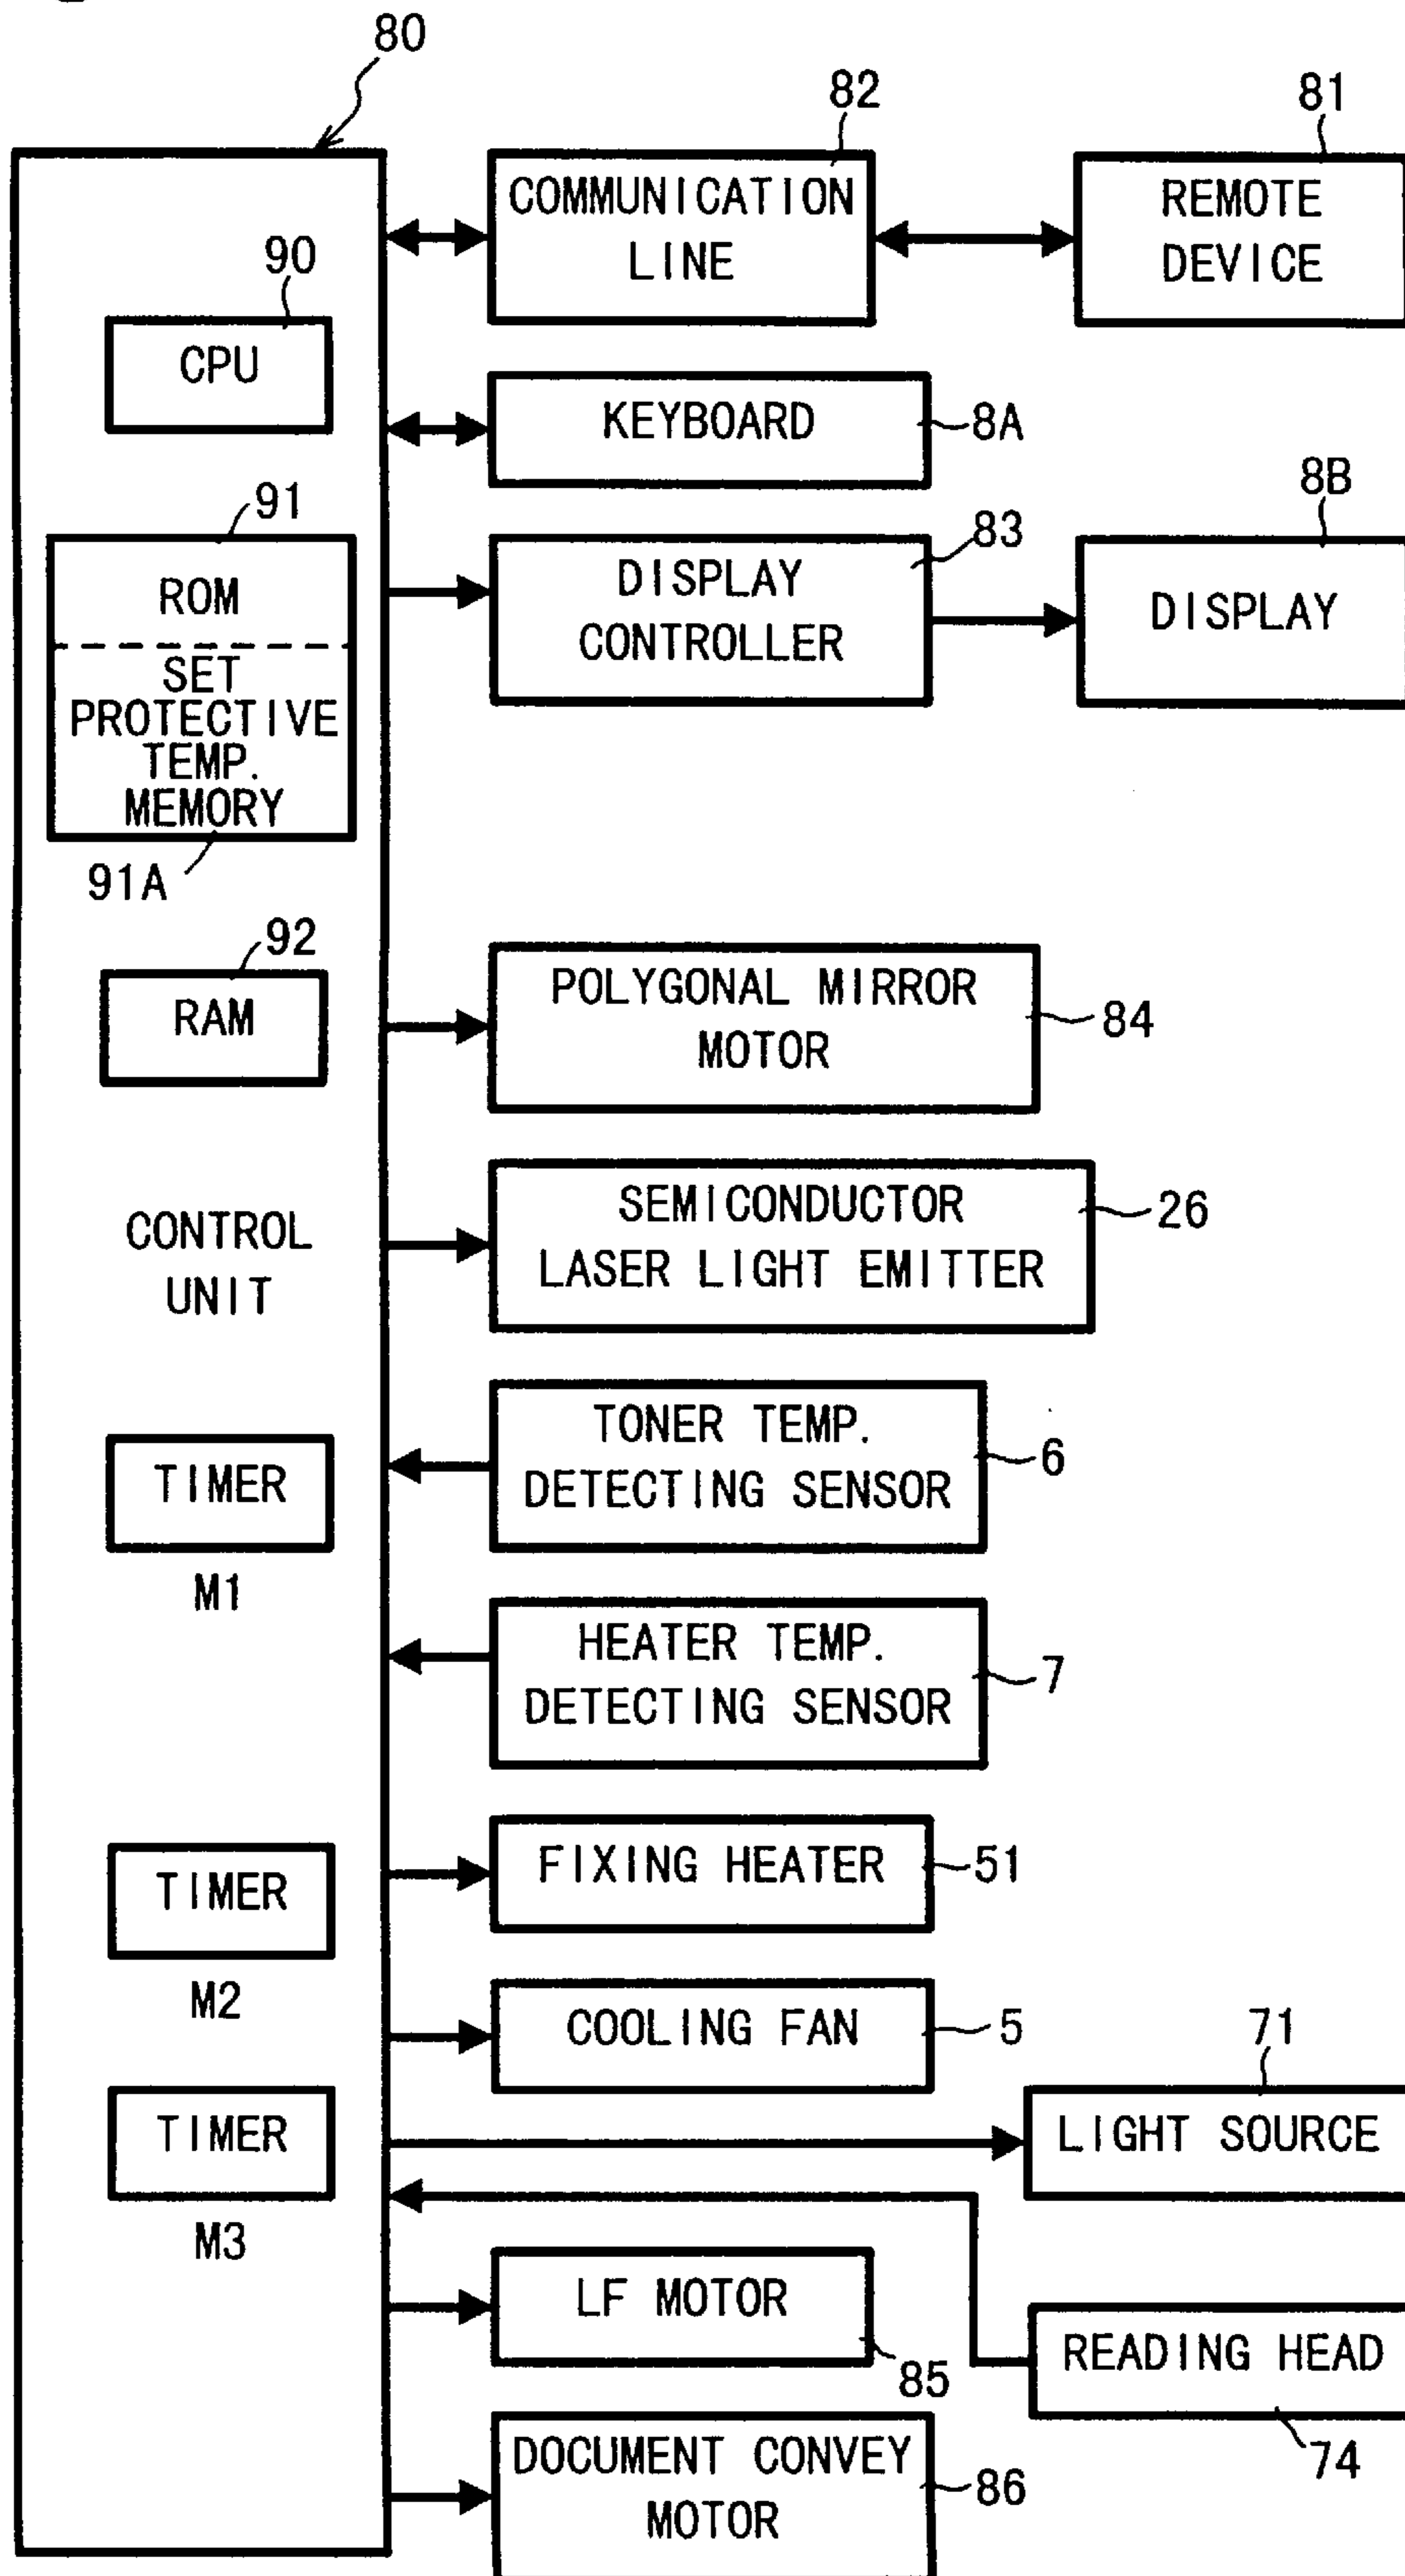 80
82
81
COMMUNICATION
LINE
REMOTE
DEVICE
90
CPU
KEYBOARD
8A
91
8B
83
ROM
DISPLAY
CONTROLLER
DISPLAY
SET
PROTECTIVE
TEMP.
MEMORY
91A
92
RAM
POLYGONAL MIRROR
MOTOR
84
CONTROL
UNIT
SEMICONDUCTOR
LASER LIGHT EMITTER
26
TIMER
M1
TONER TEMP.
DETECTING SENSOR
6
HEATER TEMP.
DETECTING SENSOR
7
TIMER
M2
FIXING HEATER
51
COOLING FAN
5
71
TIMER
M3
LIGHT SOURCE
LF MOTOR
85
READING HEAD
74
DOCUMENT CONVEY
MOTOR
86